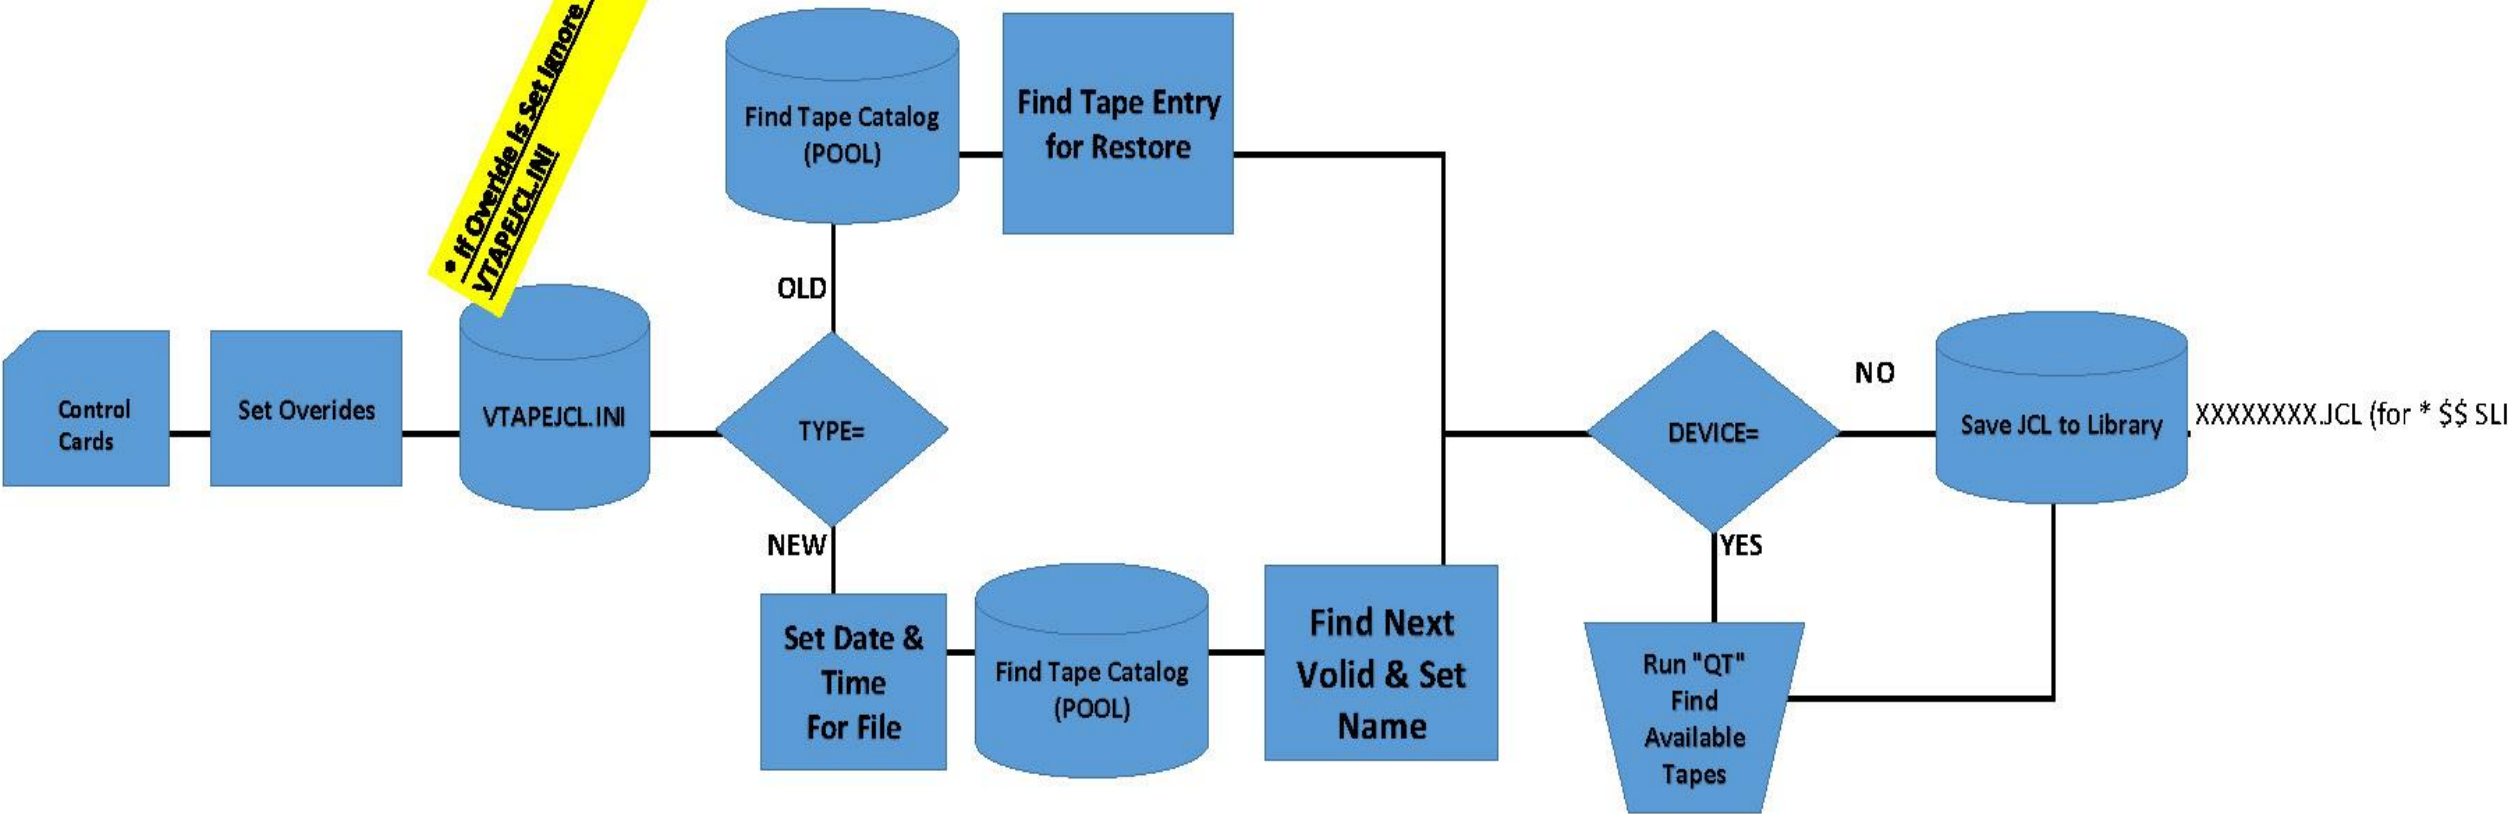 * If Overide Is Set Ignore
VTAPEJCL.INI
Find Tape Catalog
(POOL)
Find Tape Entry
for Restore
OLD
Control
Cards
Set Overides
VTAPEJCL.INI
TYPE=
DEVICE=
NO
Save JCL to Library
XXXXXXXX.JCL (for * $$ SLI
NEW
YES
Set Date &
Time
For File
Find Tape Catalog
(POOL)
Find Next
Volid & Set
Name
Run "QT"
Find
Available
Tapes